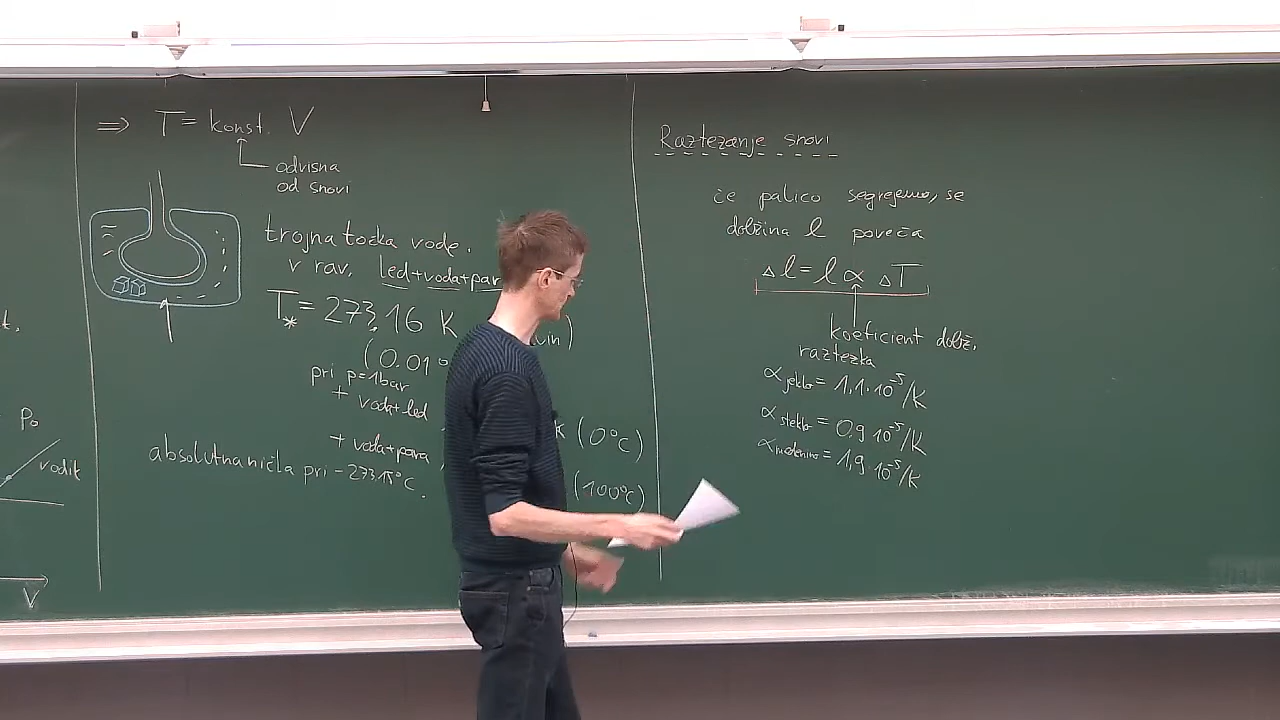 t.
P₀
vodik
V
⇒ T = konst. V
odvisna
od snovi
trojna točka vode.
v rav. led+voda+par
T* = 273,16 K
(0.01°
pri p=1bar
+ voda+led
K (0°C)
+ voda+para,
(100°C)
absolutna ničla pri -273.15°C.
Raztezanje snovi
če palico segrejemo, se
dolžina l poveča
Δl = l α ΔT
koeficient dolž.
raztezka
α jeklo = 1,1·10⁻⁵/K
α steklo = 0,9 10⁻⁵/K
α medenina = 1,9·10⁻⁵/K